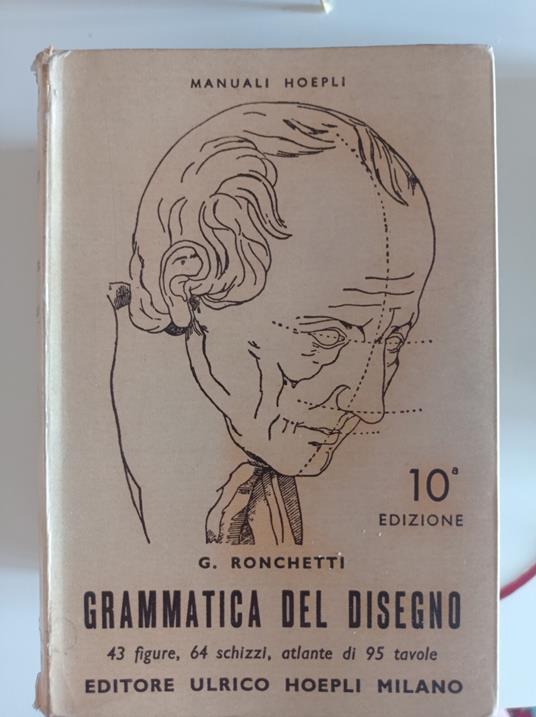 MANUALI HOEPLI
10ª
EDIZIONE
G. RONCHETTI
GRAMMATICA DEL DISEGNO
43 figure, 64 schizzi, atlante di 95 tavole
EDITORE ULRICO HOEPLI MILANO